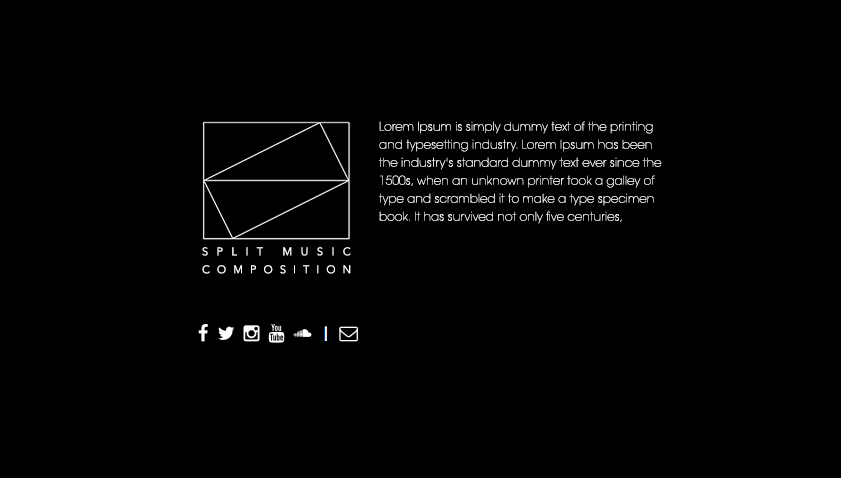 SPLIT MUSIC
COMPOSITION
Lorem Ipsum is simply dummy text of the printing
and typesetting industry. Lorem Ipsum has been
the industry's standard dummy text ever since the
1500s, when an unknown printer took a galley of
type and scrambled it to make a type specimen
book. It has survived not only five centuries,
You
Tube
|